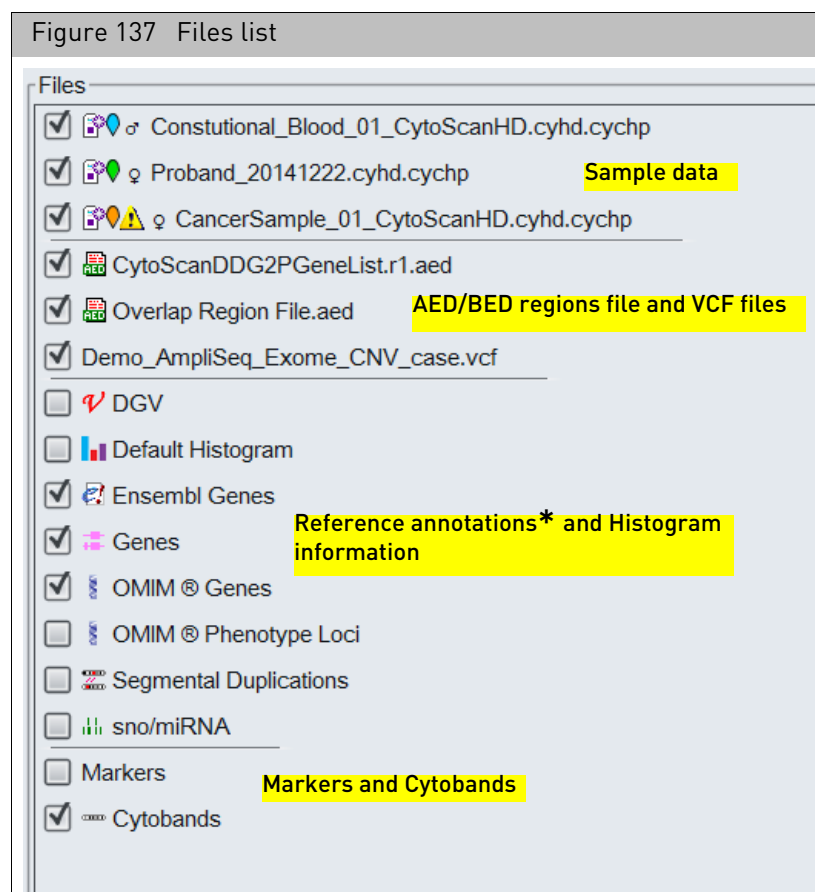 Figure 137 Files list
Files
♂ Constutional_Blood_01_CytoScanHD.cyhd.cychp
♀ Proband_20141222.cyhd.cychp
Sample data
♀ CancerSample_01_CytoScanHD.cyhd.cychp
AED CytoScanDDG2PGeneList.r1.aed
AED Overlap Region File.aed
AED/BED regions file and VCF files
Demo_AmpliSeq_Exome_CNV_case.vcf
DGV
Default Histogram
Ensembl Genes
Reference annotations* and Histogram
information
Genes
OMIM ® Genes
OMIM ® Phenotype Loci
Segmental Duplications
sno/miRNA
Markers
Markers and Cytobands
Cytobands